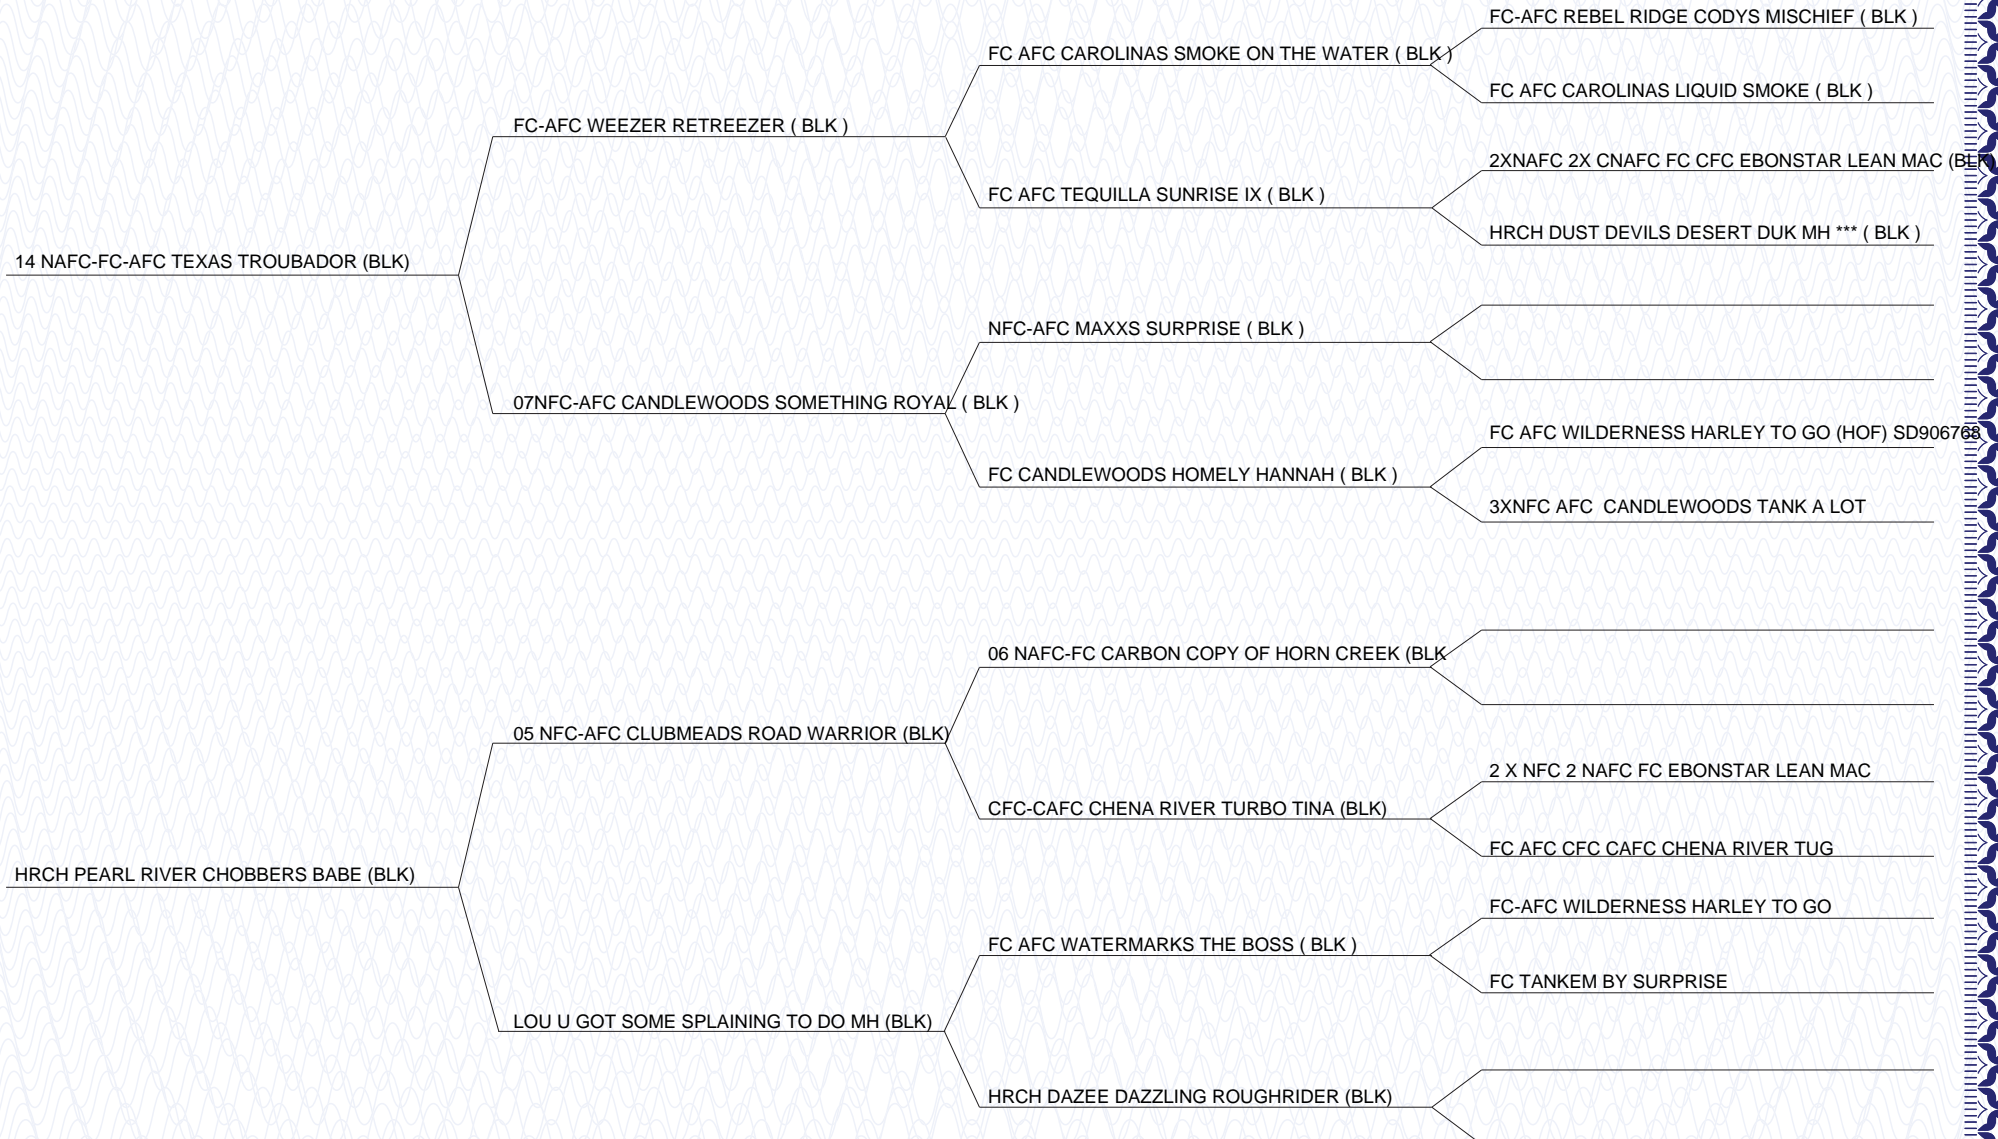 FC-AFC REBEL RIDGE CODYS MISCHIEF ( BLK )
FC AFC CAROLINAS SMOKE ON THE WATER ( BLK )
FC AFC CAROLINAS LIQUID SMOKE ( BLK )
FC-AFC WEEZER RETREEZER ( BLK )
2XNAFC 2X CNAFC FC CFC EBONSTAR LEAN MAC (BLK)
FC AFC TEQUILLA SUNRISE IX ( BLK )
HRCH DUST DEVILS DESERT DUK MH *** ( BLK )
14 NAFC-FC-AFC TEXAS TROUBADOR (BLK)
NFC-AFC MAXXS SURPRISE ( BLK )
07NFC-AFC CANDLEWOODS SOMETHING ROYAL ( BLK )
FC AFC WILDERNESS HARLEY TO GO (HOF) SD906768
FC CANDLEWOODS HOMELY HANNAH ( BLK )
3XNFC AFC  CANDLEWOODS TANK A LOT
06 NAFC-FC CARBON COPY OF HORN CREEK (BLK
05 NFC-AFC CLUBMEADS ROAD WARRIOR (BLK)
2 X NFC 2 NAFC FC EBONSTAR LEAN MAC
CFC-CAFC CHENA RIVER TURBO TINA (BLK)
FC AFC CFC CAFC CHENA RIVER TUG
HRCH PEARL RIVER CHOBBERS BABE (BLK)
FC-AFC WILDERNESS HARLEY TO GO
FC AFC WATERMARKS THE BOSS ( BLK )
FC TANKEM BY SURPRISE
LOU U GOT SOME SPLAINING TO DO MH (BLK)
HRCH DAZEE DAZZLING ROUGHRIDER (BLK)